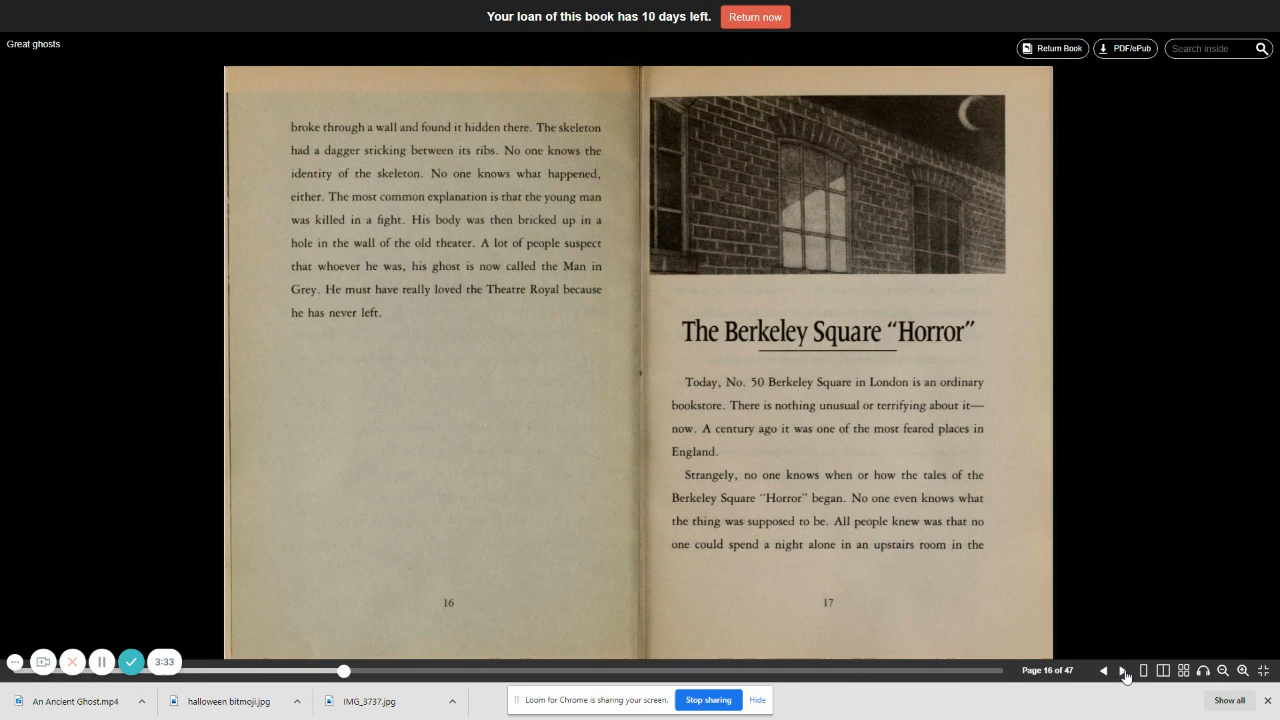 Your loan of this book has 10 days left.
Return now
Great ghosts
Return Book
PDF/ePub
Search inside
broke through a wall and found it hidden there. The skeleton
had a dagger sticking between its ribs. No one knows the
identity of the skeleton. No one knows what happened,
either. The most common explanation is that the young man
was killed in a fight. His body was then bricked up in a
hole in the wall of the old theater. A lot of people suspect
that whoever he was, his ghost is now called the Man in
Grey. He must have really loved the Theatre Royal because
he has never left.
16
The Berkeley Square “Horror”
Today, No. 50 Berkeley Square in London is an ordinary
bookstore. There is nothing unusual or terrifying about it—
now. A century ago it was one of the most feared places in
England.
Strangely, no one knows when or how the tales of the
Berkeley Square “Horror” began. No one even knows what
the thing was supposed to be. All people knew was that no
one could spend a night alone in an upstairs room in the
17
3:33
Page 16 of 47
An Ancient Ghost.mp4
halloween bitmoji.jpg
IMG_3737.jpg
Loom for Chrome is sharing your screen.
Stop sharing
Hide
Show all